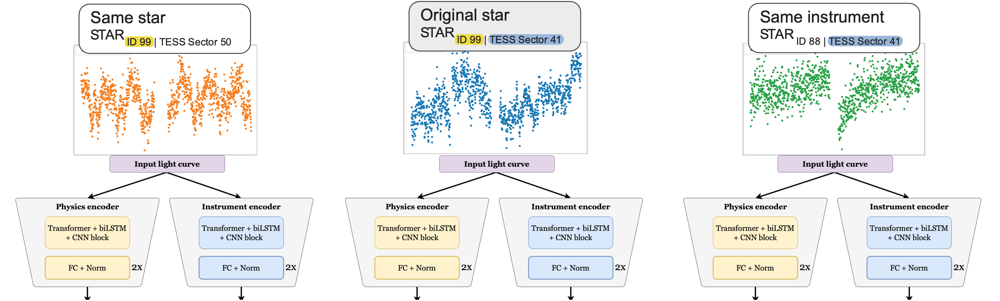 Same star
STAR ID 99 | TESS Sector 50
Original star
STAR ID 99 | TESS Sector 41
Same instrument
STAR ID 88 | TESS Sector 41
Input light curve
Input light curve
Input light curve
Physics encoder
Transformer + biLSTM
+ CNN block
FC + Norm 2X
Instrument encoder
Transformer + biLSTM
+ CNN block
FC + Norm 2X
Physics encoder
Transformer + biLSTM
+ CNN block
FC + Norm 2X
Instrument encoder
Transformer + biLSTM
+ CNN block
FC + Norm 2X
Physics encoder
Transformer + biLSTM
+ CNN block
FC + Norm 2X
Instrument encoder
Transformer + biLSTM
+ CNN block
FC + Norm 2X